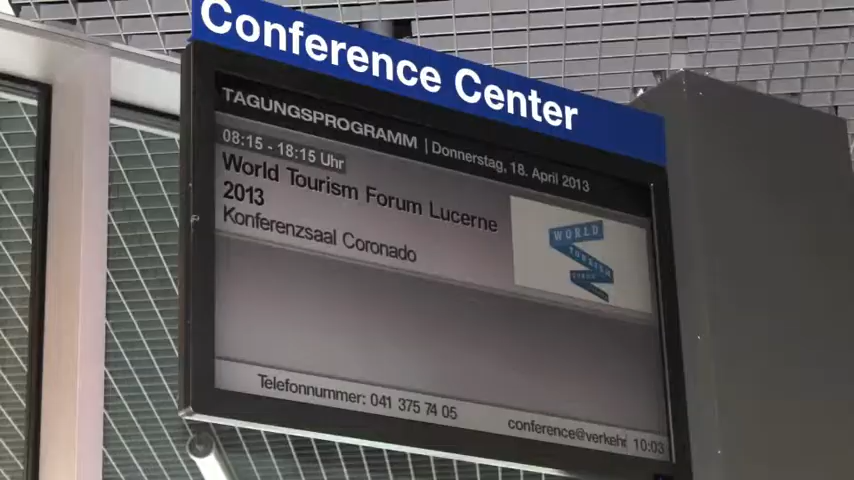 Conference Center
TAGUNGSPROGRAMM | Donnerstag, 18. April 2013
08:15 - 18:15 Uhr
World Tourism Forum Lucerne
2013
Konferenzsaal Coronado
WORLD
TOURISM
FORUM
Telefonnummer: 041 375 74 05
conference@verkehr 10:03